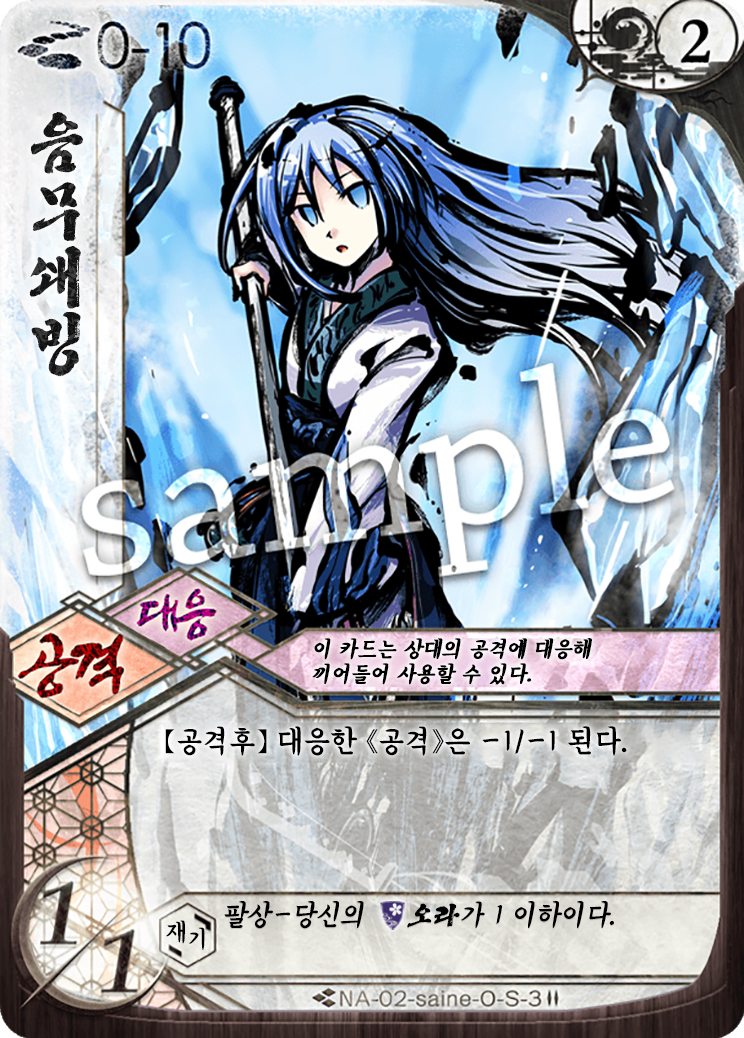 0-10
2
음무쇄빙
sample
대응
공격
이 카드는 상대의 공격에 대응해
끼어들어 사용할 수 있다.
【공격후】 대응한 《공격》은 -1/-1 된다.
1/1
재기
팔상-당신의 오라가 1 이하이다.
NA-02-saine-O-S-3 II